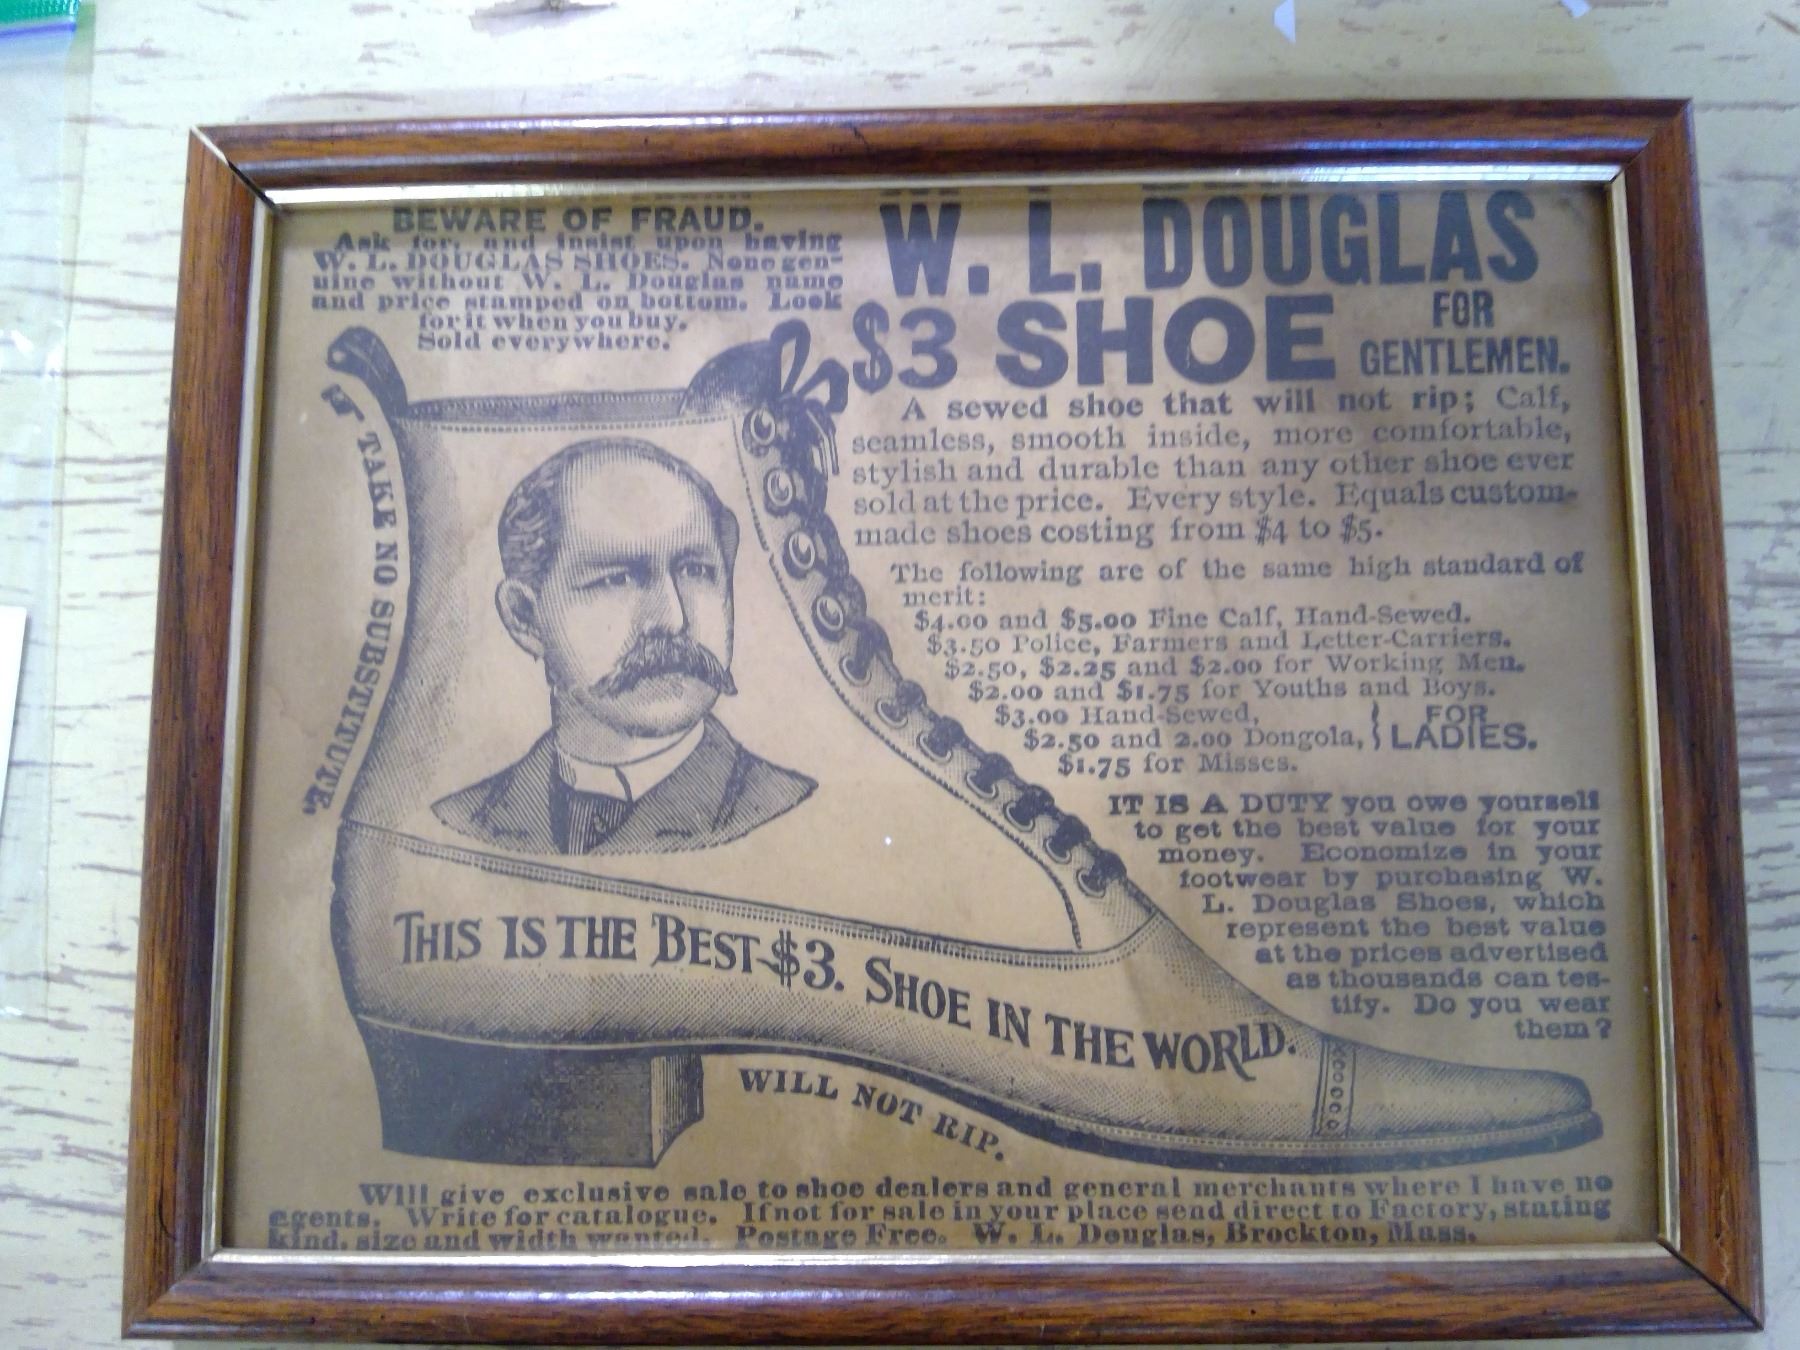 BEWARE OF FRAUD.
Ask for, and insist upon having
W. L. DOUGLAS SHOES. None gen-
uine without W. L. Douglas name
and price stamped on bottom. Look
for it when you buy.
Sold everywhere.
W. L. DOUGLAS
$3 SHOE FOR
GENTLEMEN.
A sewed shoe that will not rip; Calf,
seamless, smooth inside, more comfortable,
stylish and durable than any other shoe ever
sold at the price. Every style. Equals custom-
made shoes costing from $4 to $5.
The following are of the same high standard of
merit:
$4.00 and $5.00 Fine Calf, Hand-Sewed.
$3.50 Police, Farmers and Letter-Carriers.
$2.50, $2.25 and $2.00 for Working Men.
$2.00 and $1.75 for Youths and Boys.
$3.00 Hand-Sewed,
$2.50 and 2.00 Dongola,
FOR
LADIES.
$1.75 for Misses.
IT IS A DUTY you owe yourself
to get the best value for your
money. Economize in your
footwear by purchasing W.
L. Douglas Shoes, which
represent the best value
at the prices advertised
as thousands can tes-
tify. Do you wear
them?
TAKE NO SUBSTITUTE.
THIS IS THE BEST $3. SHOE IN THE WORLD.
WILL NOT RIP.
Will give exclusive sale to shoe dealers and general merchants where I have no
agents. Write for catalogue. If not for sale in your place send direct to Factory, stating
kind, size and width wanted. Postage Free. W. L. Douglas, Brockton, Mass.